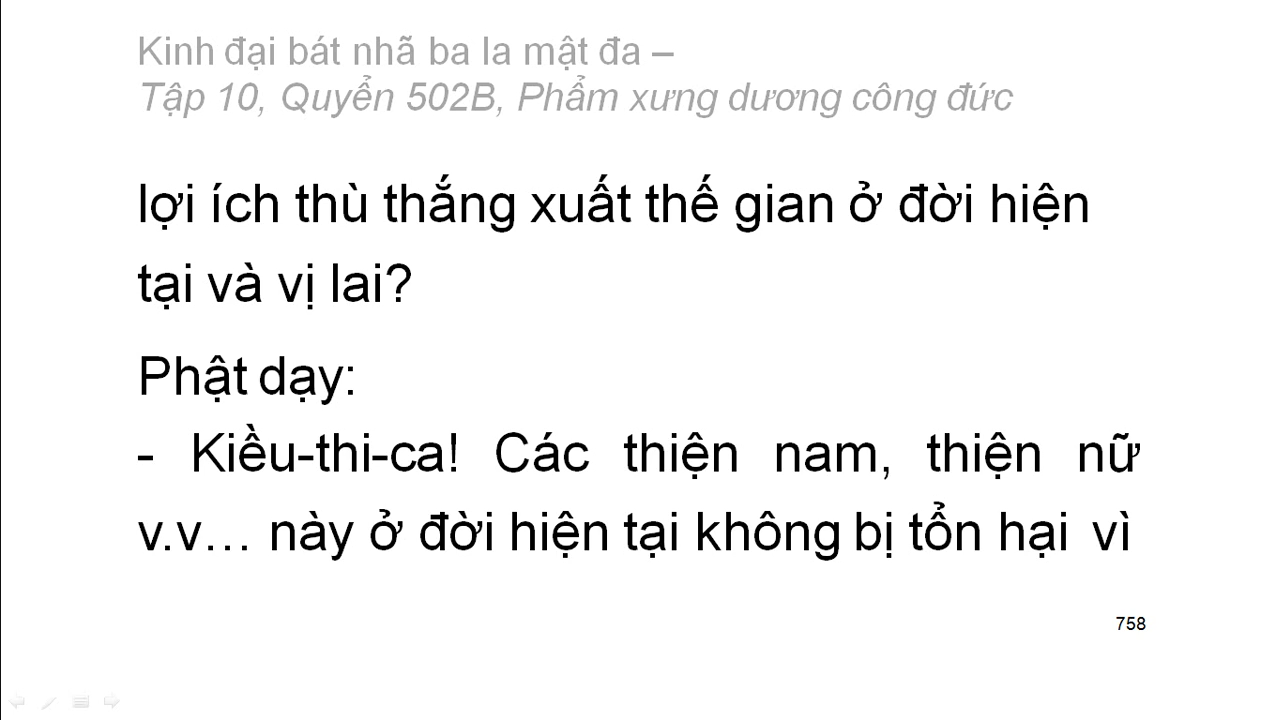 Kinh đại bát nhã ba la mật đa –
Tập 10, Quyển 502B, Phẩm xưng dương công đức
lợi ích thù thắng xuất thế gian ở đời hiện
tại và vị lai?
Phật dạy:
- Kiều-thi-ca! Các thiện nam, thiện nữ
v.v… này ở đời hiện tại không bị tổn hại vì
758